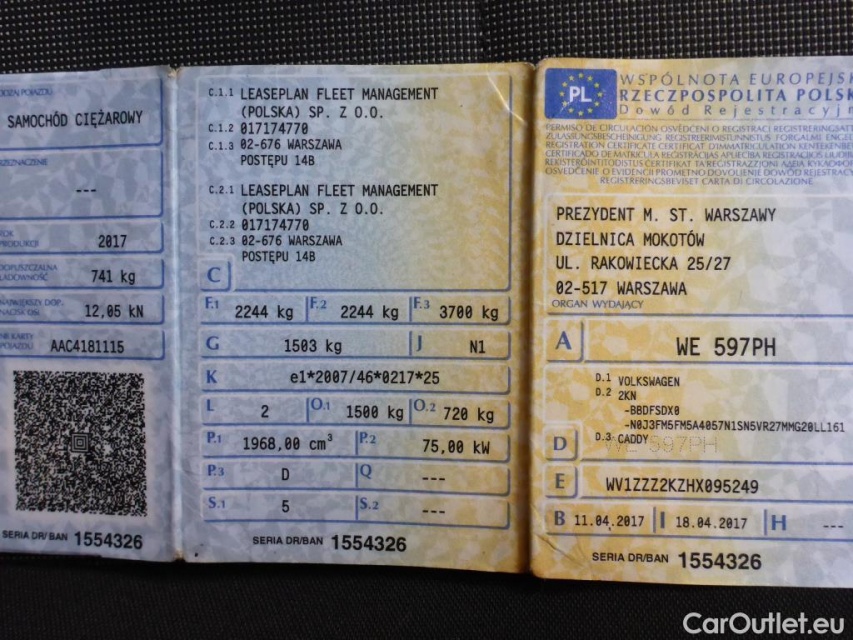 SAMOCHÓD CIĘŻAROWY
---
2017
741 kg
12,05 kN
AAC4181115
SERIA DR/BAN 1554326
C.1.1 LEASEPLAN FLEET MANAGEMENT
(POLSKA) SP. Z O.O.
C.1.2 017174770
C.1.3 02-676 WARSZAWA
POSTĘPU 14B
C.2.1 LEASEPLAN FLEET MANAGEMENT
(POLSKA) SP. Z O.O.
C.2.2 017174770
C.2.3 02-676 WARSZAWA
POSTĘPU 14B
C
F.1 2244 kg F.2 2244 kg F.3 3700 kg
G 1503 kg J N1
K e1*2007/46*0217*25
L 2 O.1 1500 kg O.2 720 kg
P.1 1968,00 cm³ P.2 75,00 kW
P.3 D Q ---
S.1 5 S.2 ---
SERIA DR/BAN 1554326
PL
WSPÓLNOTA EUROPEJSK
RZECZPOSPOLITA POLSK
Dowód Rejestracyjn
PREZYDENT M. ST. WARSZAWY
DZIELNICA MOKOTÓW
UL. RAKOWIECKA 25/27
02-517 WARSZAWA
ORGAN WYDAJĄCY
A WE 597PH
D.1 VOLKSWAGEN
D.2 2KN
-BBDFSDX0
-N0J3FM5FM5A4057N1SN5VR27MMG20LL161
D.3 CADDY
WE 597PH
D
E WV1ZZZ2KZHX095249
B 11.04.2017 I 18.04.2017 H ---
SERIA DR/BAN 1554326
CarOutlet.eu